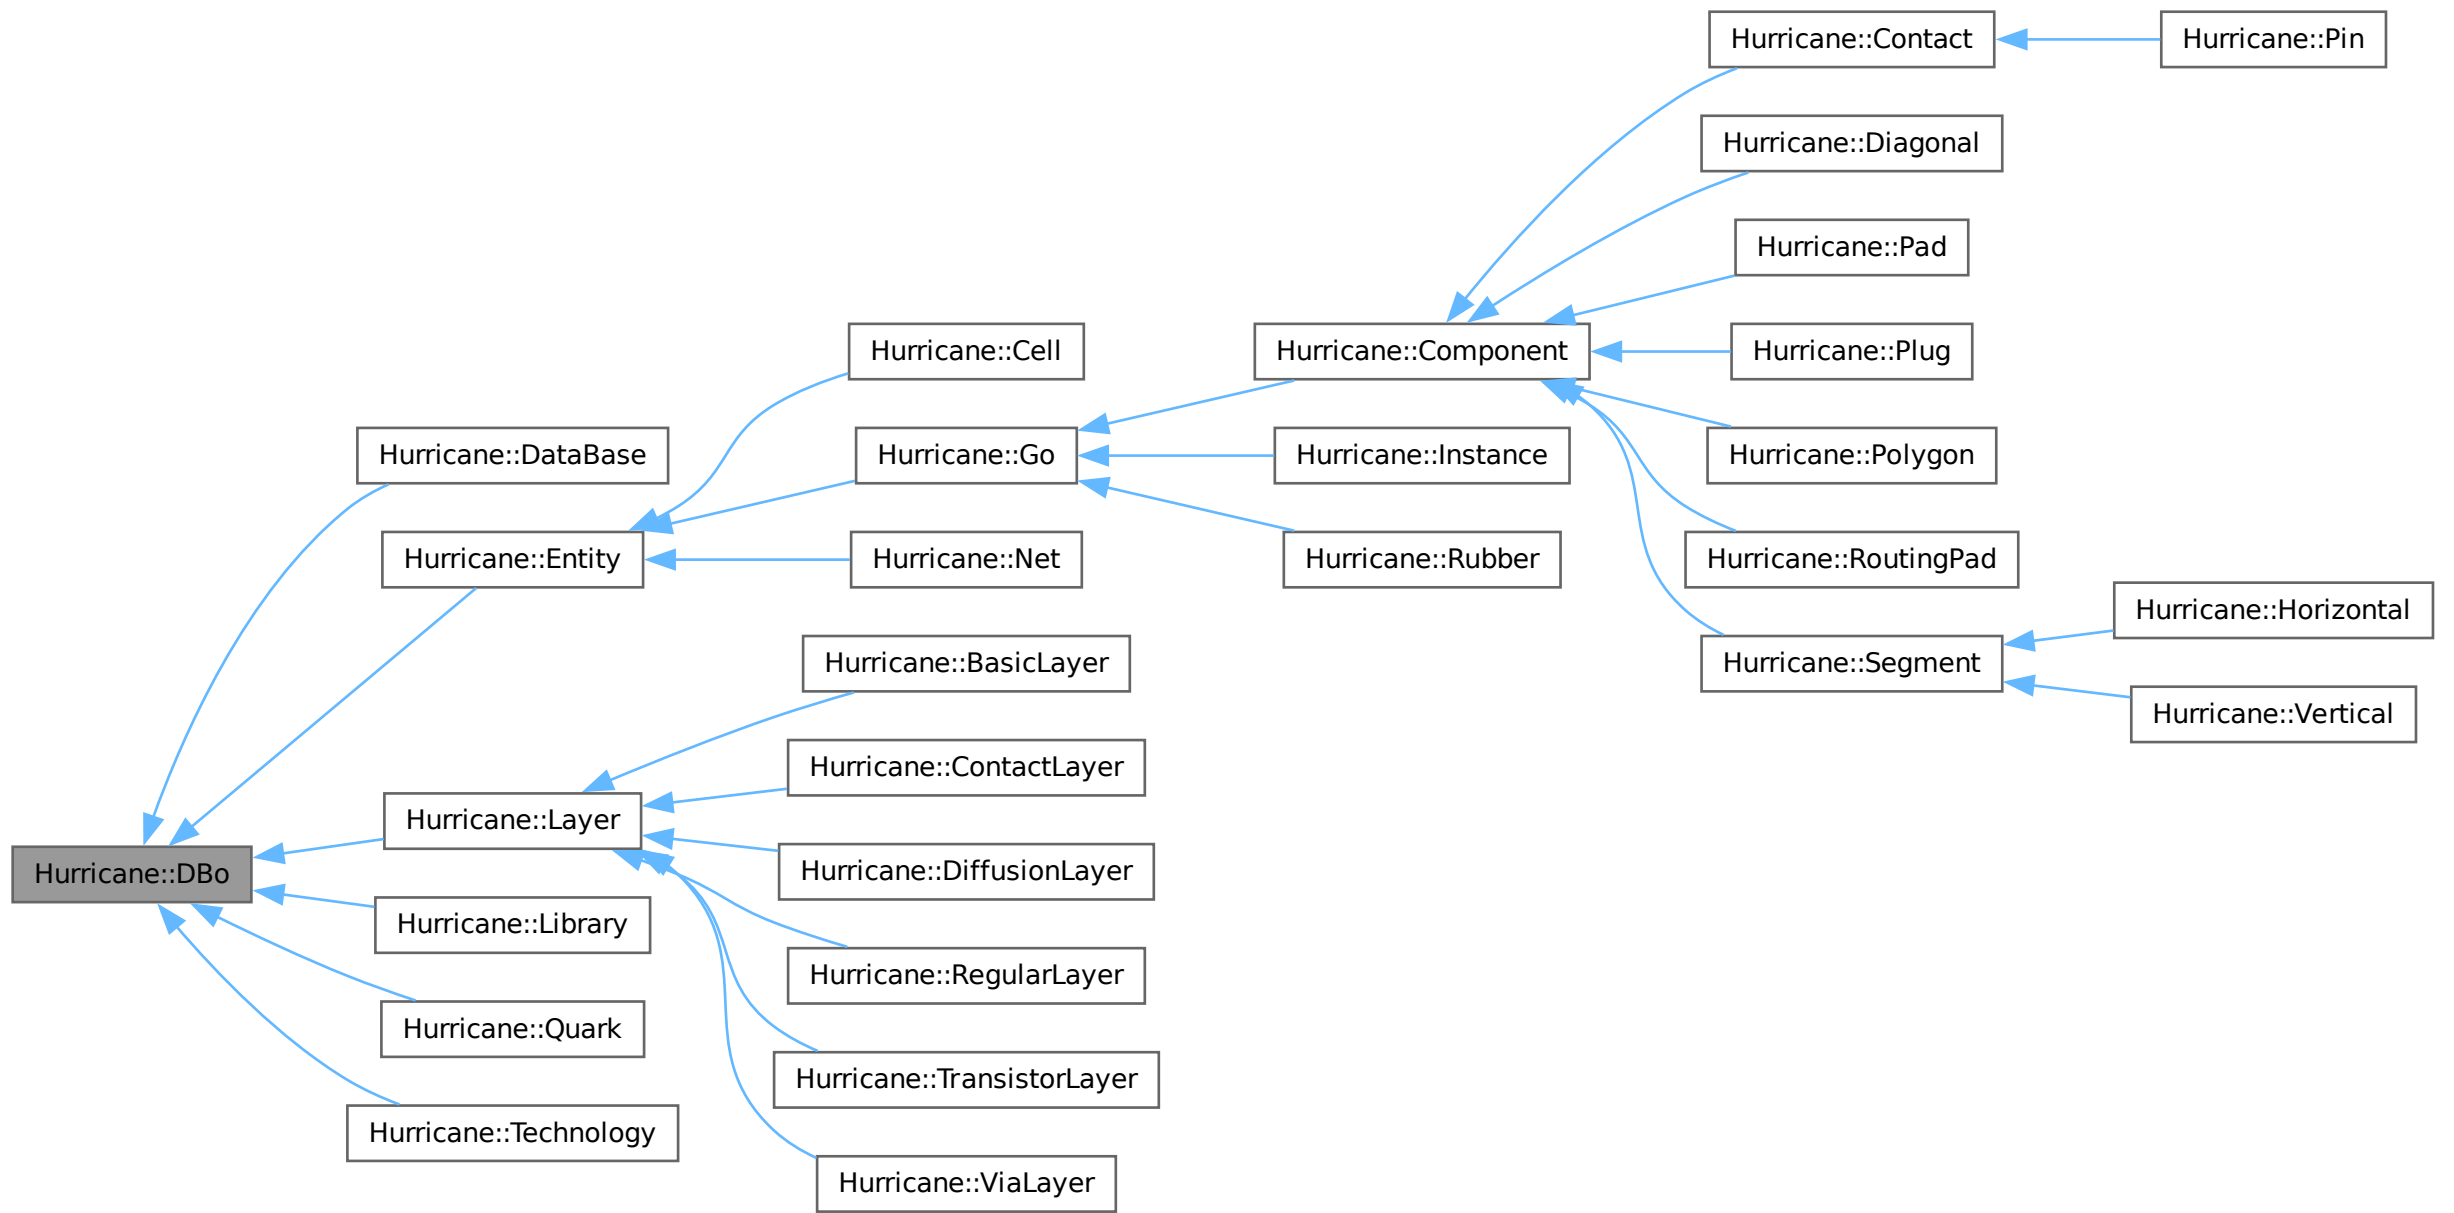 Hurricane::DBo
Hurricane::DataBase
Hurricane::Entity
Hurricane::Cell
Hurricane::Go
Hurricane::Component
Hurricane::Contact
Hurricane::Pin
Hurricane::Diagonal
Hurricane::Pad
Hurricane::Plug
Hurricane::Polygon
Hurricane::RoutingPad
Hurricane::Segment
Hurricane::Horizontal
Hurricane::Vertical
Hurricane::Instance
Hurricane::Rubber
Hurricane::Net
Hurricane::Layer
Hurricane::BasicLayer
Hurricane::ContactLayer
Hurricane::DiffusionLayer
Hurricane::RegularLayer
Hurricane::TransistorLayer
Hurricane::ViaLayer
Hurricane::Library
Hurricane::Quark
Hurricane::Technology